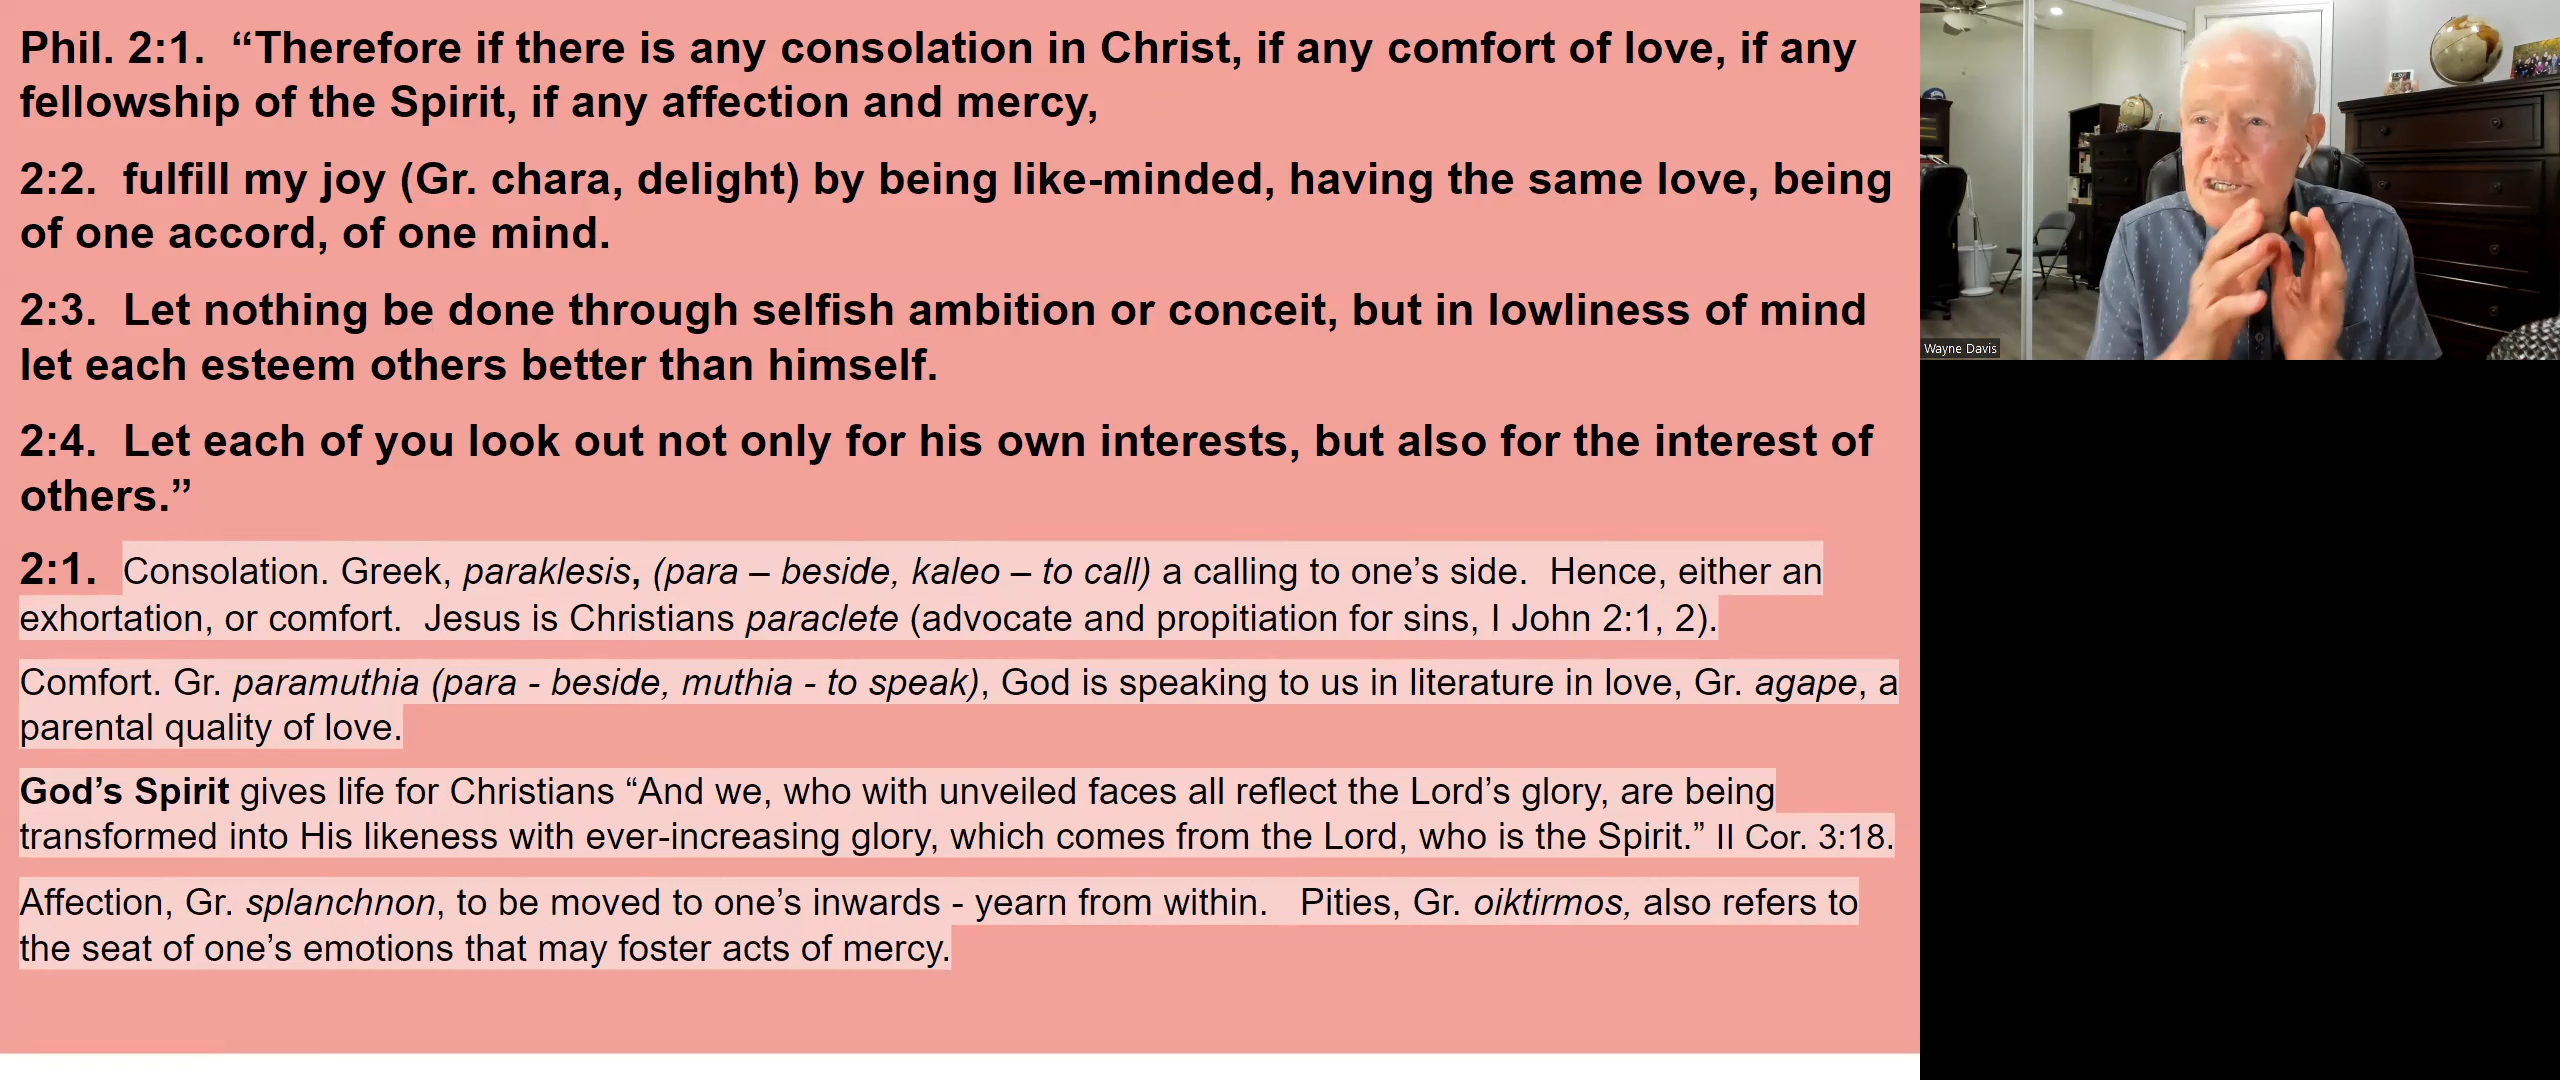 Phil. 2:1.  “Therefore if there is any consolation in Christ, if any comfort of love, if any
fellowship of the Spirit, if any affection and mercy,
2:2.  fulfill my joy (Gr. chara, delight) by being like-minded, having the same love, being
of one accord, of one mind.
2:3.  Let nothing be done through selfish ambition or conceit, but in lowliness of mind
let each esteem others better than himself.
2:4.  Let each of you look out not only for his own interests, but also for the interest of
others.”
2:1.  Consolation. Greek, paraklesis, (para – beside, kaleo – to call) a calling to one’s side.  Hence, either an
exhortation, or comfort.  Jesus is Christians paraclete (advocate and propitiation for sins, I John 2:1, 2).
Comfort. Gr. paramuthia (para - beside, muthia - to speak), God is speaking to us in literature in love, Gr. agape, a
parental quality of love.
God’s Spirit gives life for Christians “And we, who with unveiled faces all reflect the Lord’s glory, are being
transformed into His likeness with ever-increasing glory, which comes from the Lord, who is the Spirit.” II Cor. 3:18.
Affection, Gr. splanchnon, to be moved to one’s inwards - yearn from within.   Pities, Gr. oiktirmos, also refers to
the seat of one’s emotions that may foster acts of mercy.
Wayne Davis